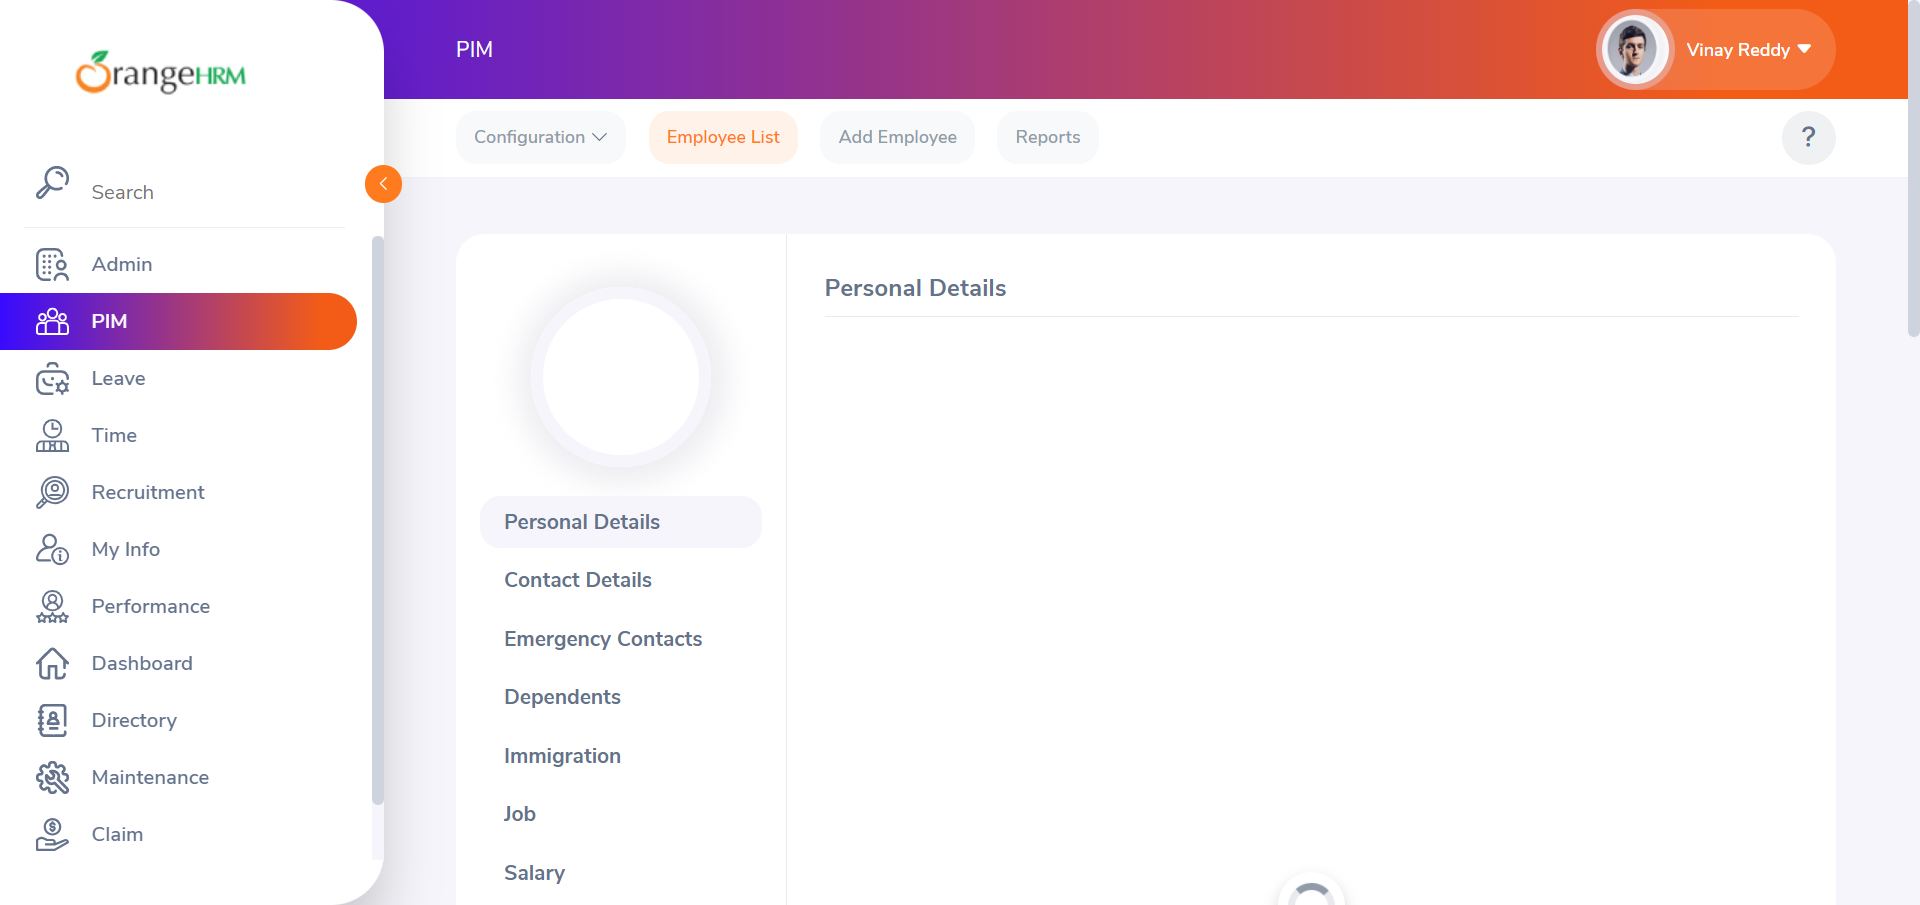 OrangeHRM
PIM
Vinay Reddy
Configuration
Employee List
Add Employee
Reports
?
Search
Admin
PIM
Leave
Time
Recruitment
My Info
Performance
Dashboard
Directory
Maintenance
Claim
Personal Details
Contact Details
Emergency Contacts
Dependents
Immigration
Job
Salary
Personal Details